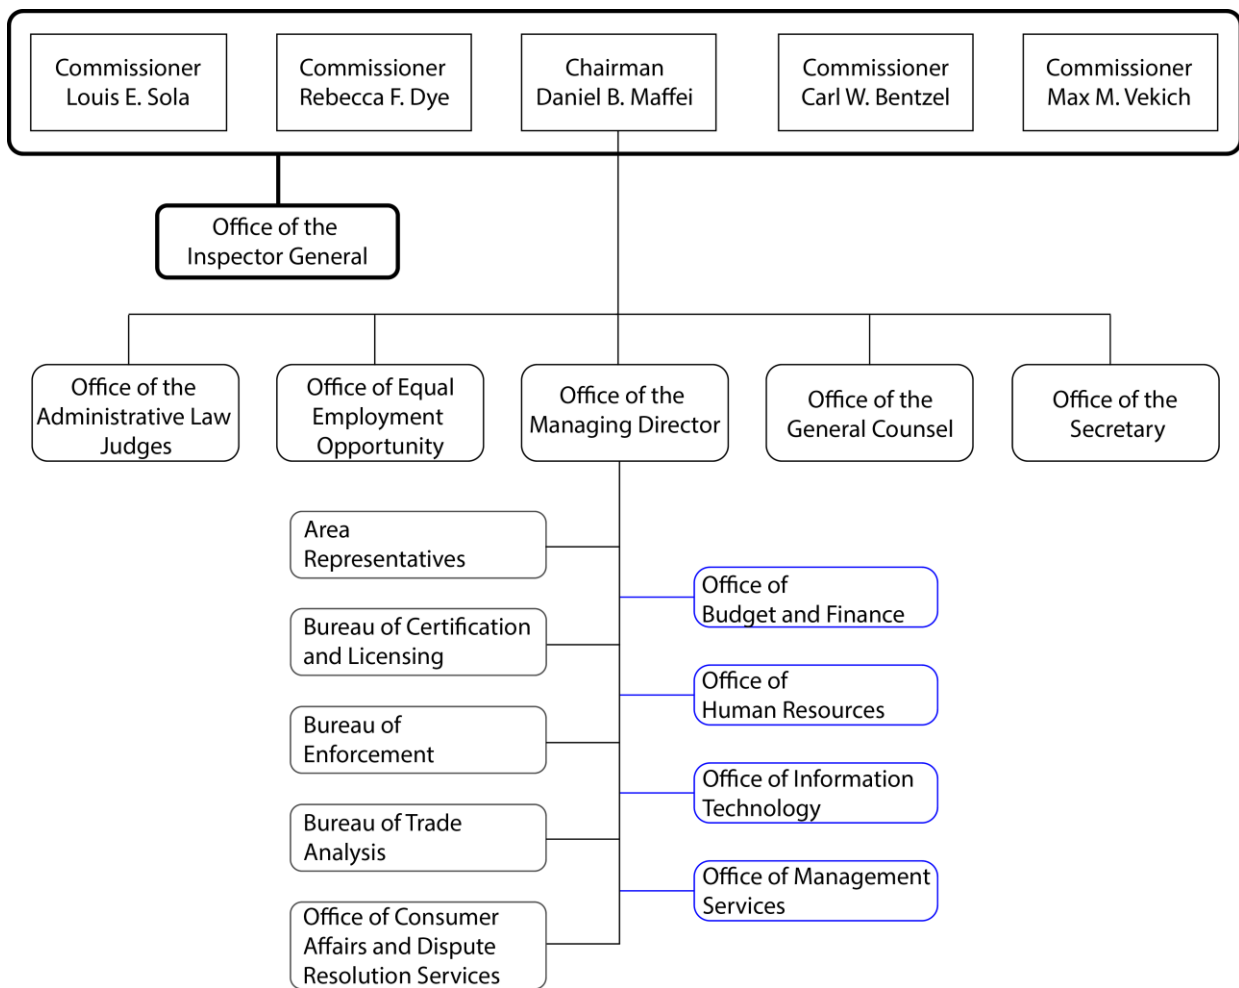 Commissioner
Louis E. Sola
Commissioner
Rebecca F. Dye
Chairman
Daniel B. Maffei
Commissioner
Carl W. Bentzel
Commissioner
Max M. Vekich
Office of the
Inspector General
Office of the
Administrative Law
Judges
Office of Equal
Employment
Opportunity
Office of the
Managing Director
Office of the
General Counsel
Office of the
Secretary
Area
Representatives
Bureau of Certification
and Licensing
Bureau of
Enforcement
Bureau of Trade
Analysis
Office of Consumer
Affairs and Dispute
Resolution Services
Office of
Budget and Finance
Office of
Human Resources
Office of Information
Technology
Office of Management
Services